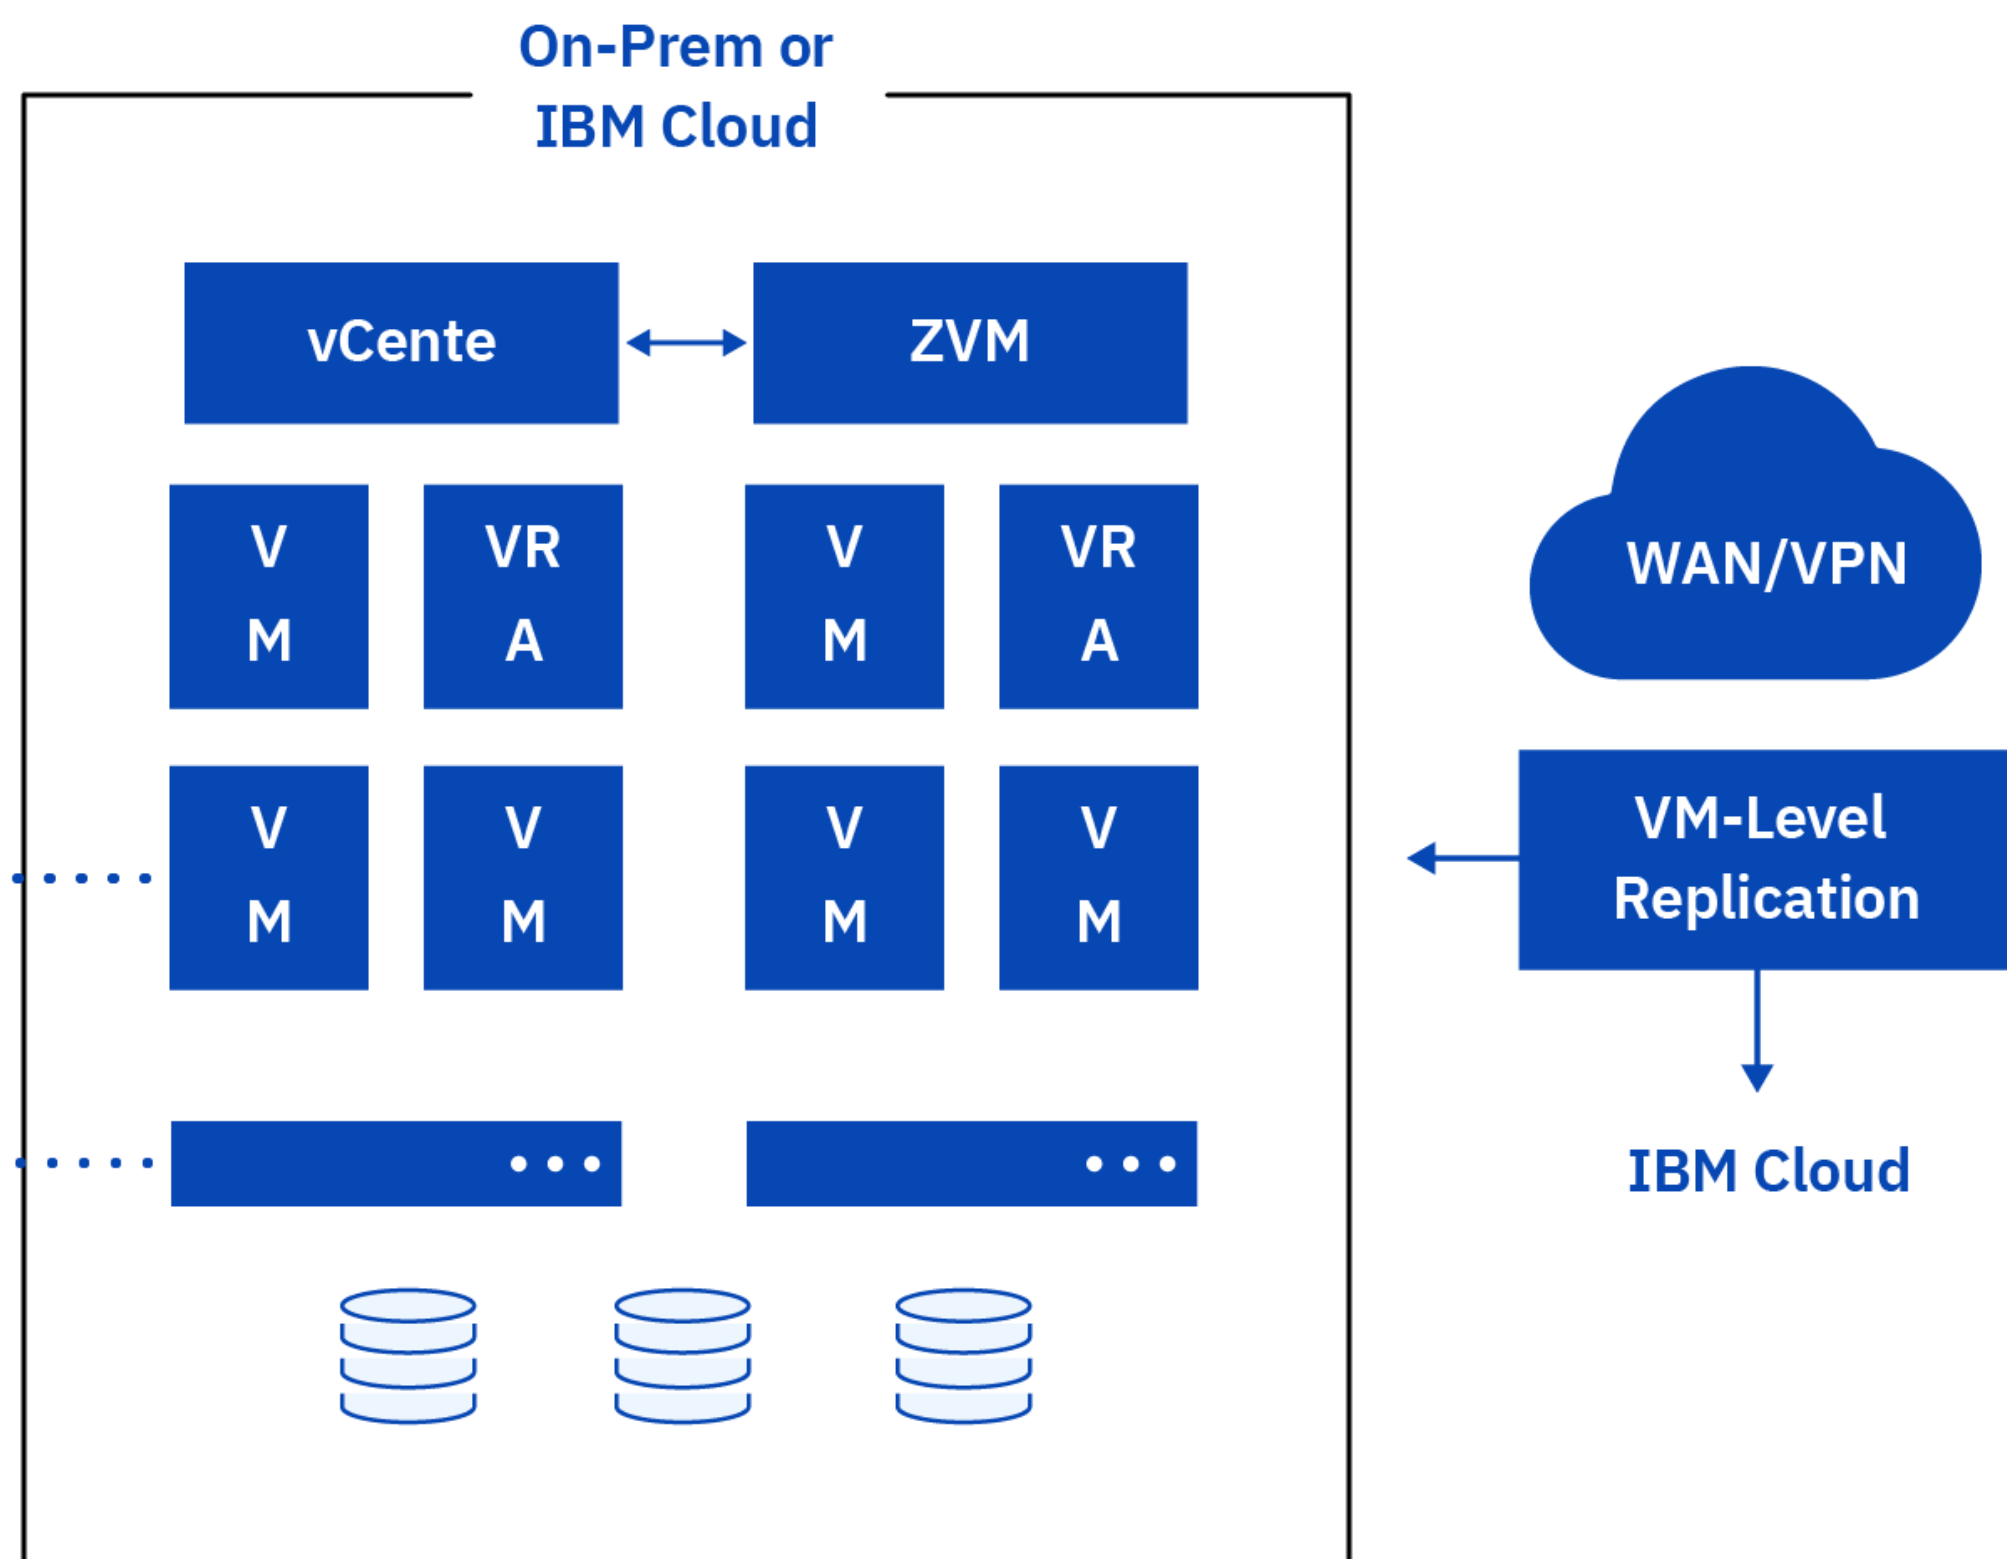 On-Prem or
IBM Cloud
vCente
ZVM
V
M
VR
A
V
M
VR
A
V
M
V
M
V
M
V
M
WAN/VPN
VM-Level
Replication
IBM Cloud